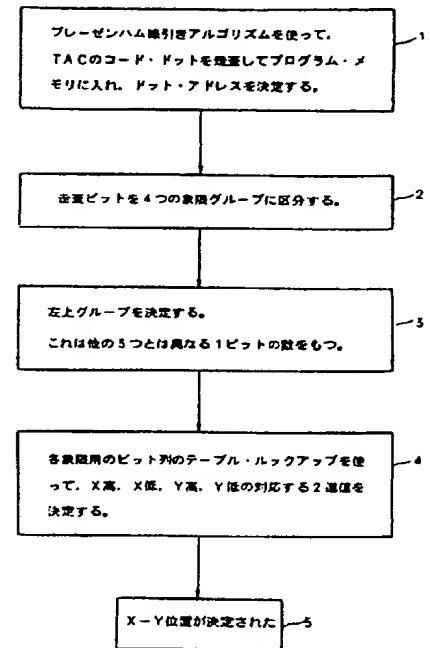 ブレーゼンハム線引きアルゴリズムを使って,
TACのコード・ドットを走査してプログラム・メ
モリに入れ, ドット・アドレスを決定する。
1
走査ビットを4つの象限グループに区分する。
2
左上グループを決定する。
これは他の3つとは異なる1ビットの数をもつ。
3
各象限用のビット列のテーブル・ルックアップを使
って, X高, X低, Y高, Y低の対応する2進値を
決定する。
4
X-Y位置が決定された
5